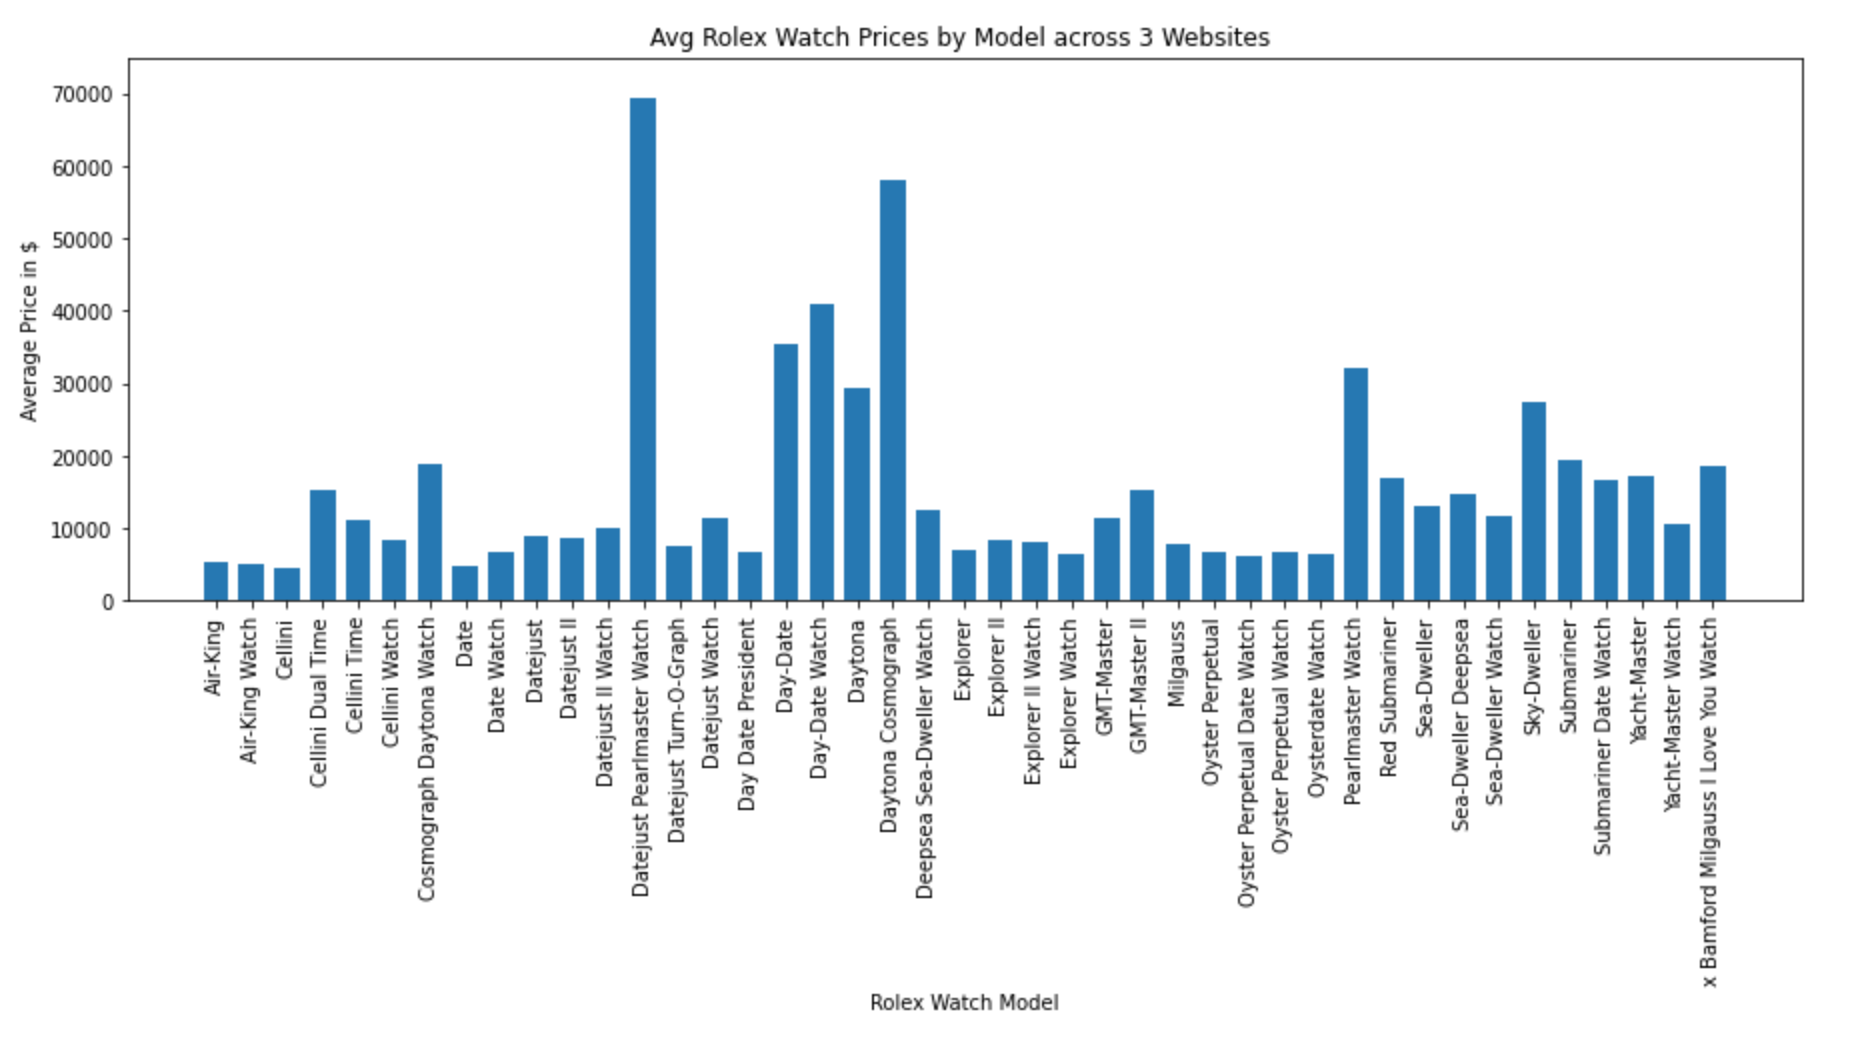 Avg Rolex Watch Prices by Model across 3 Websites
Average Price in $
70000
60000
50000
40000
30000
20000
10000
0
Air-King
Air-King Watch
Cellini
Cellini Dual Time
Cellini Time
Cellini Watch
Cosmograph Daytona Watch
Date
Date Watch
Datejust
Datejust II
Datejust II Watch
Datejust Pearlmaster Watch
Datejust Turn-O-Graph
Datejust Watch
Day Date President
Day-Date
Day-Date Watch
Daytona
Daytona Cosmograph
Deepsea Sea-Dweller Watch
Explorer
Explorer II
Explorer II Watch
Explorer Watch
GMT-Master
GMT-Master II
Milgauss
Oyster Perpetual
Oyster Perpetual Date Watch
Oyster Perpetual Watch
Oysterdate Watch
Pearlmaster Watch
Red Submariner
Sea-Dweller
Sea-Dweller Deepsea
Sea-Dweller Watch
Sky-Dweller
Submariner
Submariner Date Watch
Yacht-Master
Yacht-Master Watch
x Bamford Milgauss I Love You Watch
Rolex Watch Model